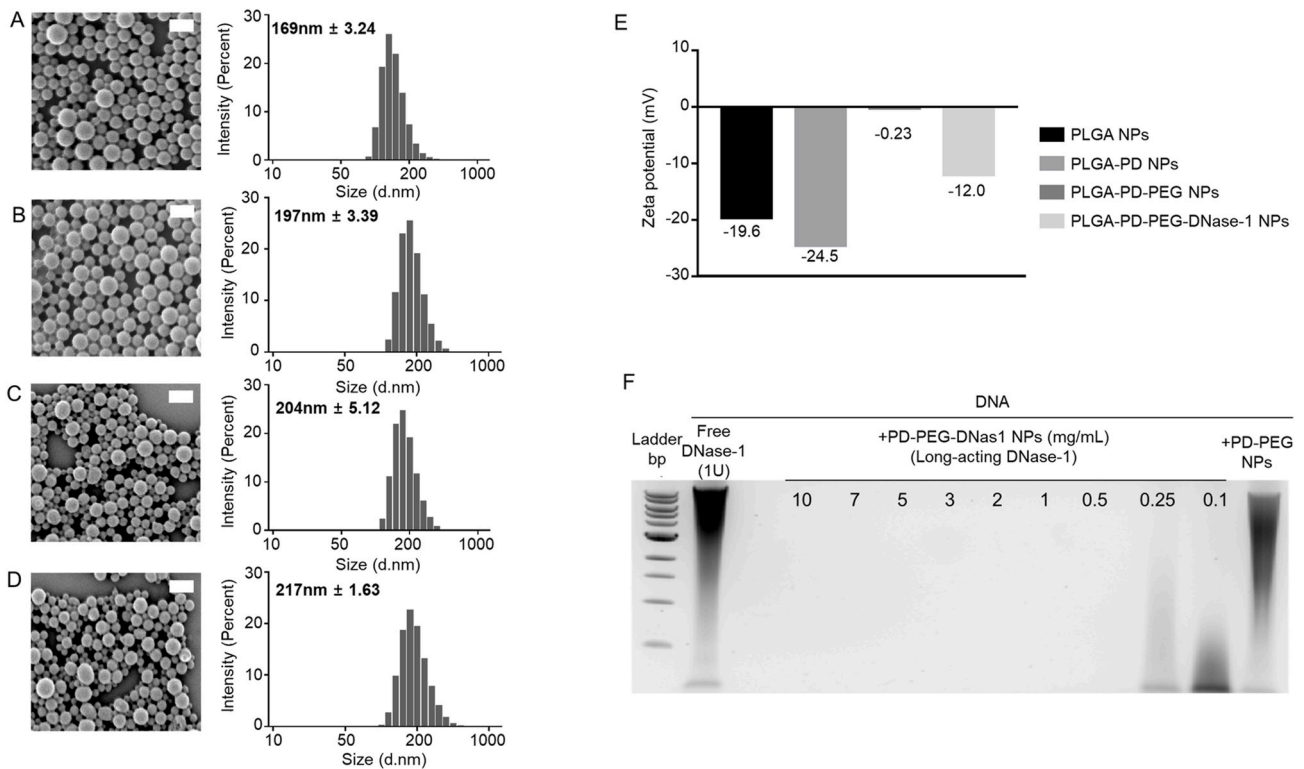 A
169nm ± 3.24
Intensity (Percent)
30
20
10
0
10 50 200 1000
Size (d.nm)
B
197nm ± 3.39
Intensity (Percent)
30
20
10
0
10 50 200 1000
Size (d.nm)
C
204nm ± 5.12
Intensity (Percent)
30
20
10
0
10 50 200 1000
Size (d.nm)
D
217nm ± 1.63
Intensity (Percent)
30
20
10
0
10 50 200 1000
Size (d.nm)
E
Zeta potential (mV)
10
0
-10
-20
-30
-19.6
-24.5
-0.23
-12.0
PLGA NPs
PLGA-PD NPs
PLGA-PD-PEG NPs
PLGA-PD-PEG-DNase-1 NPs
F
DNA
Ladder
bp
Free
DNase-1
(1U)
+PD-PEG-DNas1 NPs (mg/mL)
(Long-acting DNase-1)
+PD-PEG
NPs
10 7 5 3 2 1 0.5 0.25 0.1